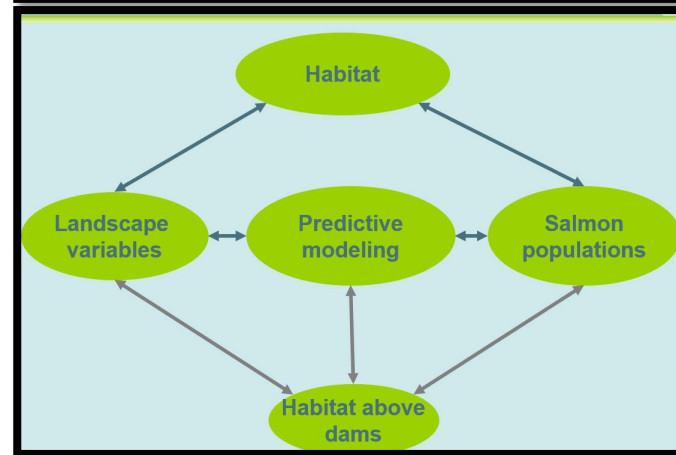 Habitat
Landscape
variables
Predictive
modeling
Salmon
populations
Habitat above
dams